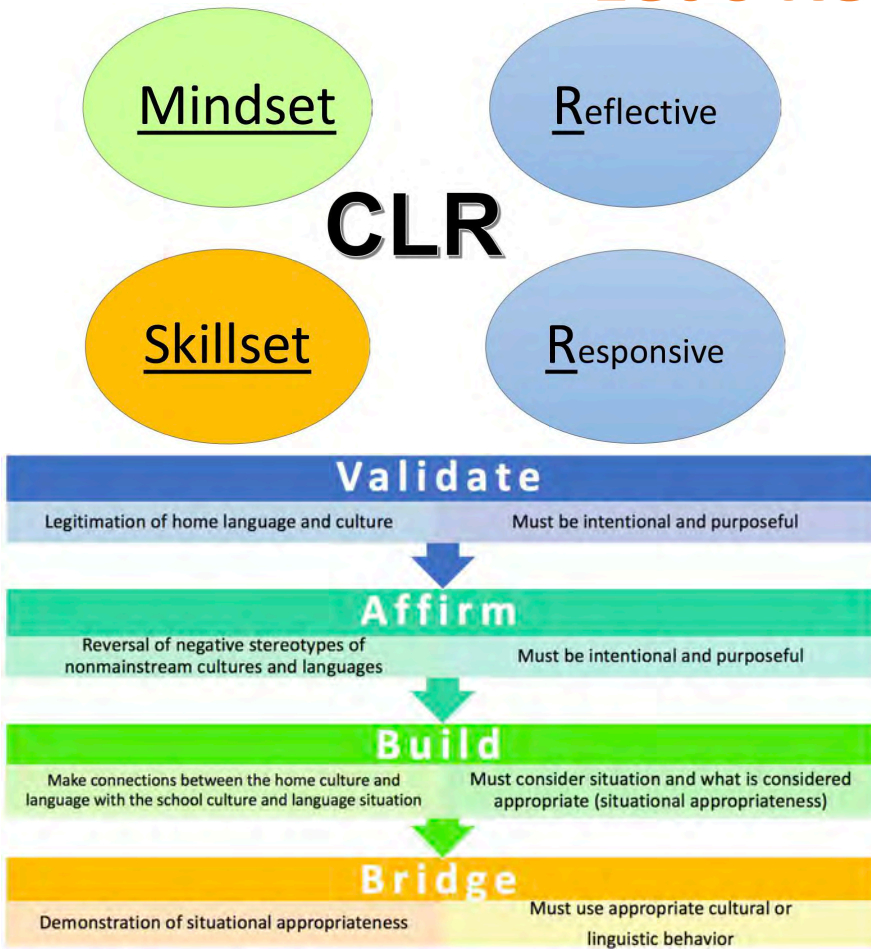 Mindset
Reflective
CLR
Skillset
Responsive
Validate
Legitimation of home language and culture
Must be intentional and purposeful
Affirm
Reversal of negative stereotypes of
nonmainstream cultures and languages
Must be intentional and purposeful
Build
Make connections between the home culture and
language with the school culture and language situation
Must consider situation and what is considered
appropriate (situational appropriateness)
Bridge
Demonstration of situational appropriateness
Must use appropriate cultural or
linguistic behavior